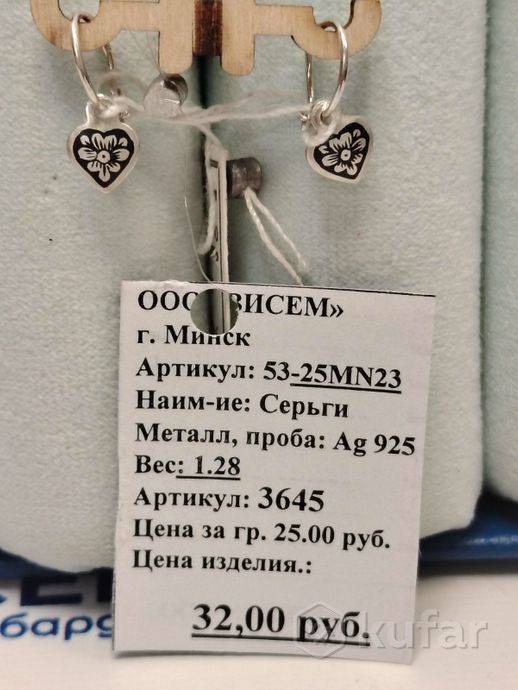 ООО «ВИСЕМ»
г. Минск
Артикул: 53-25MN23
Наим-ие: Серьги
Металл, проба: Ag 925
Вес: 1.28
Артикул: 3645
Цена за гр. 25.00 руб.
Цена изделия.:
32,00 руб.
kufar